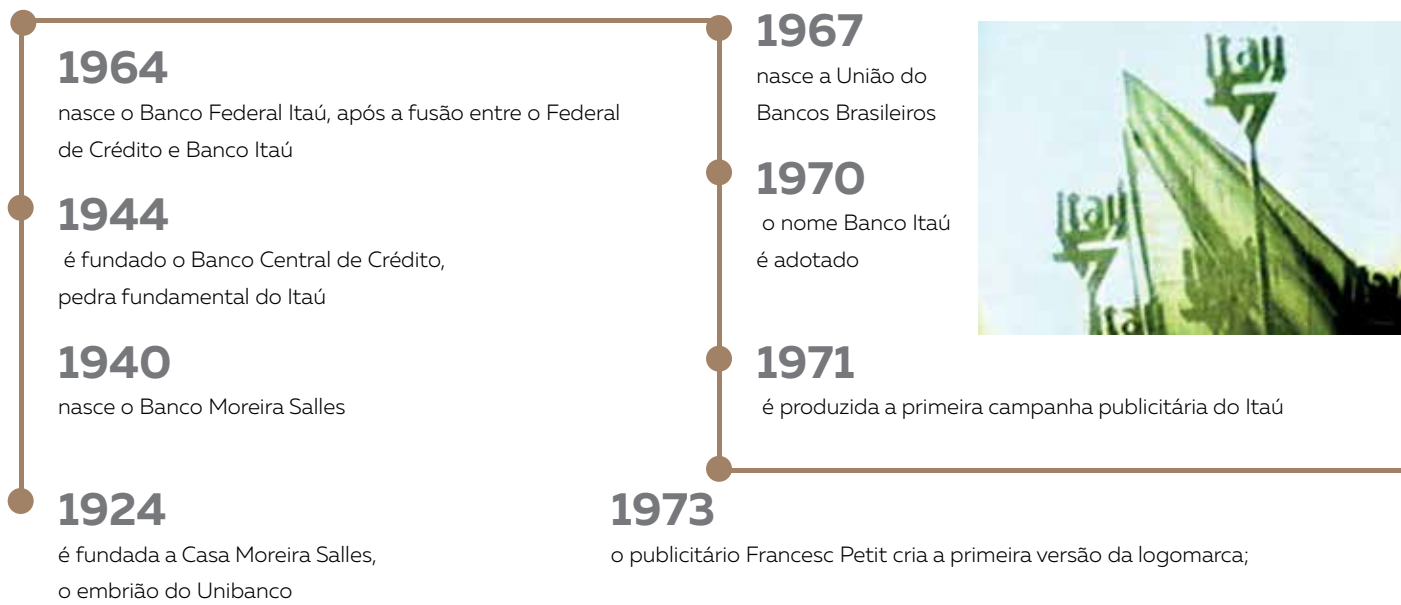 1964
nasce o Banco Federal Itaú, após a fusão entre o Federal
de Crédito e Banco Itaú
1944
é fundado o Banco Central de Crédito,
pedra fundamental do Itaú
1940
nasce o Banco Moreira Salles
1924
é fundada a Casa Moreira Salles,
o embrião do Unibanco
1967
nasce a União do
Bancos Brasileiros
1970
o nome Banco Itaú
é adotado
Itaú
Itaú
Itaú
1971
é produzida a primeira campanha publicitária do Itaú
1973
o publicitário Francesc Petit cria a primeira versão da logomarca;